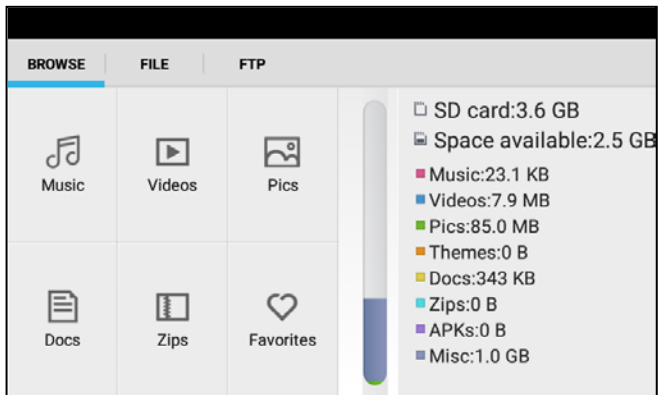 BROWSE FILE FTP
Music Videos Pics
Docs Zips Favorites
SD card:3.6 GB
Space available:2.5 GB
Music:23.1 KB
Videos:7.9 MB
Pics:85.0 MB
Themes:0 B
Docs:343 KB
Zips:0 B
APKs:0 B
Misc:1.0 GB